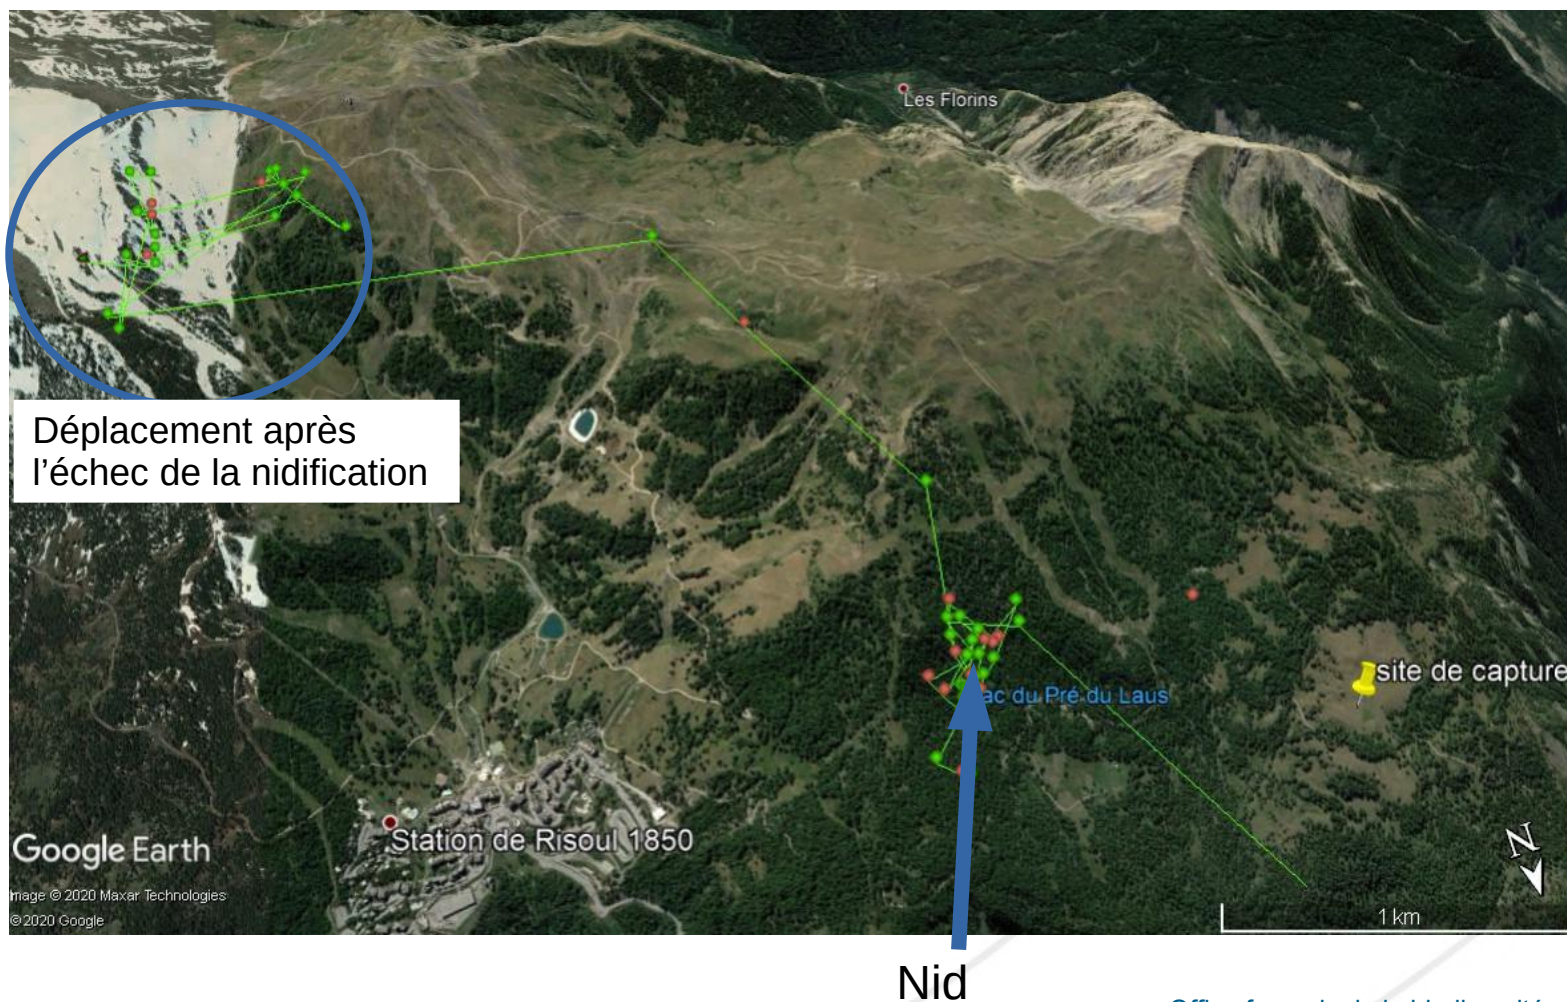 Les Florins
Déplacement après
l'échec de la nidification
site de capture
ac du Pré du Laus
Station de Risoul 1850
Google Earth
mage © 2020 Maxar Technologies
© 2020 Google
N
1 km
Nid